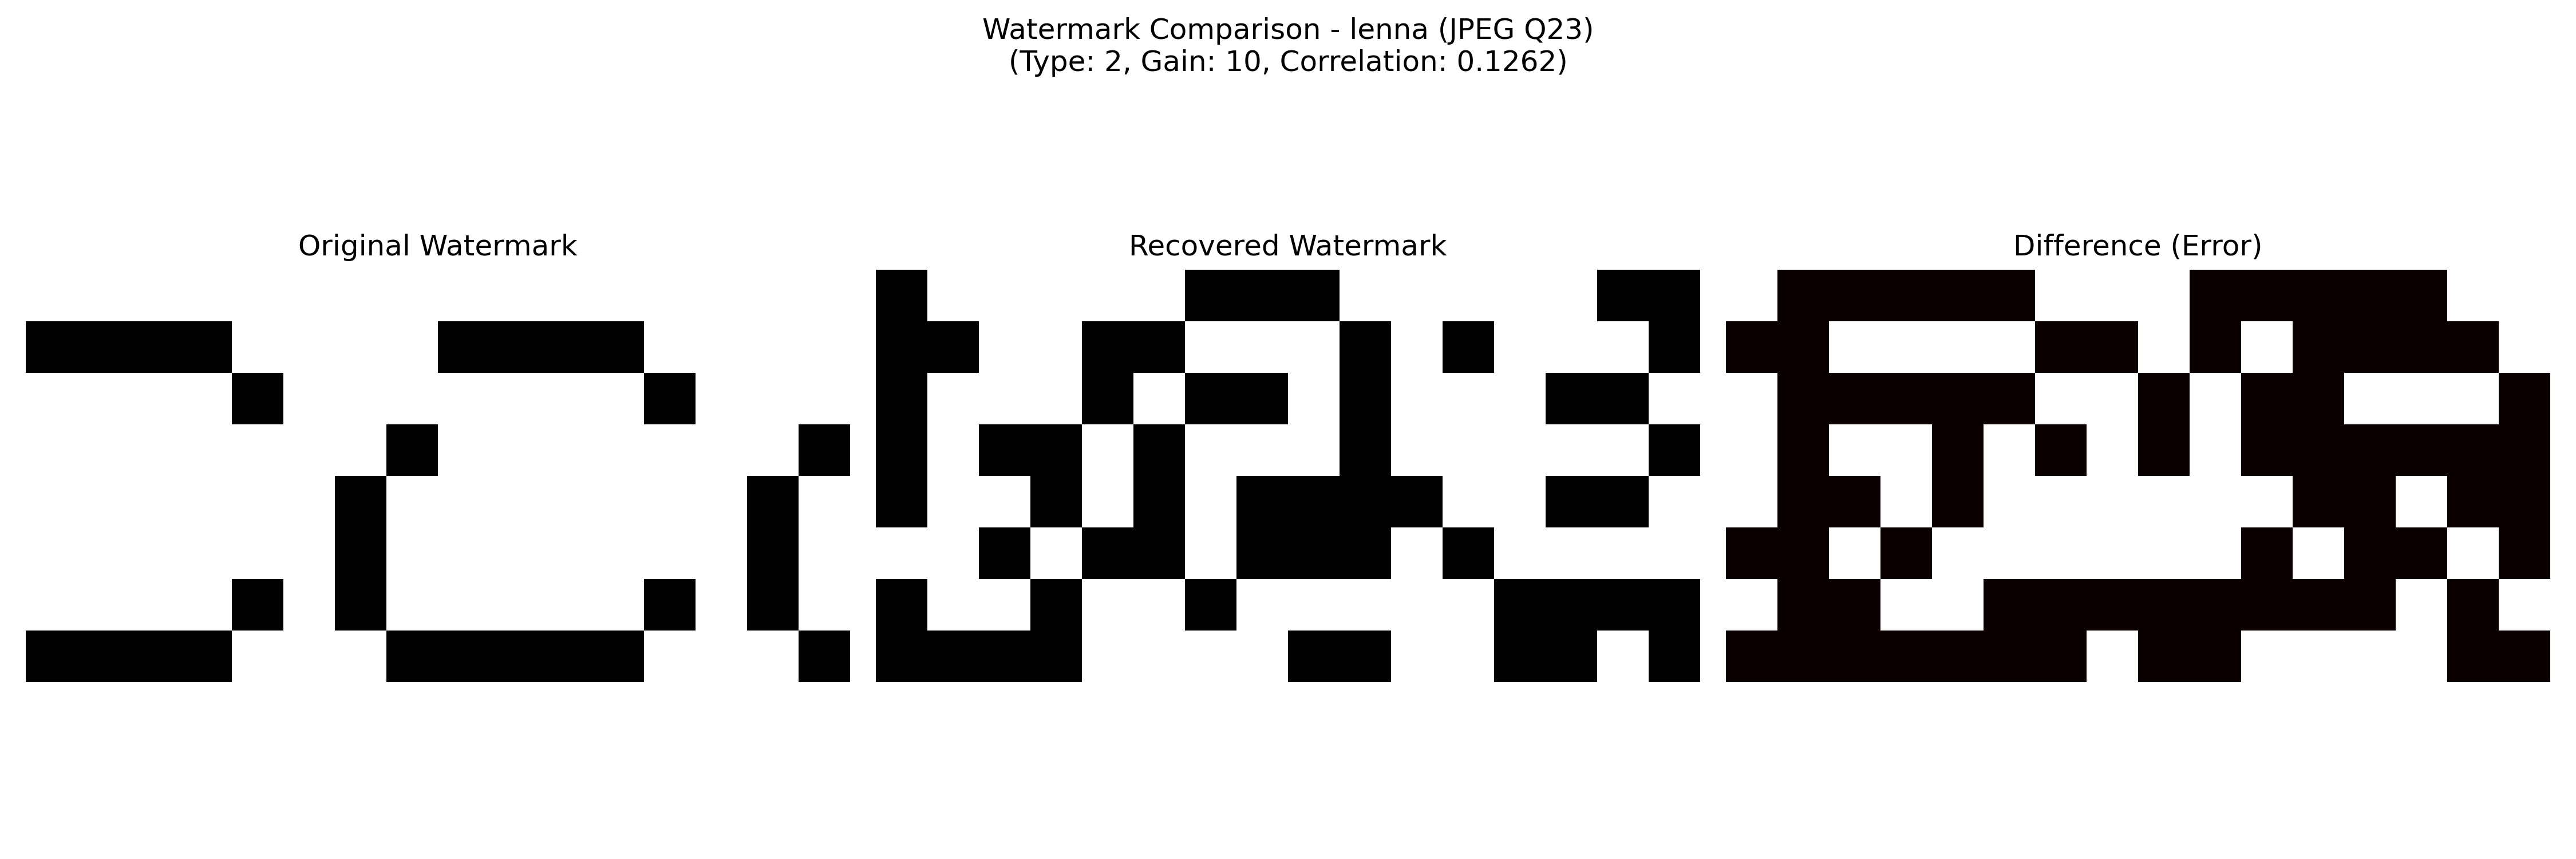 Watermark Comparison - lenna (JPEG Q23)
(Type: 2, Gain: 10, Correlation: 0.1262)
Original Watermark
Recovered Watermark
Difference (Error)